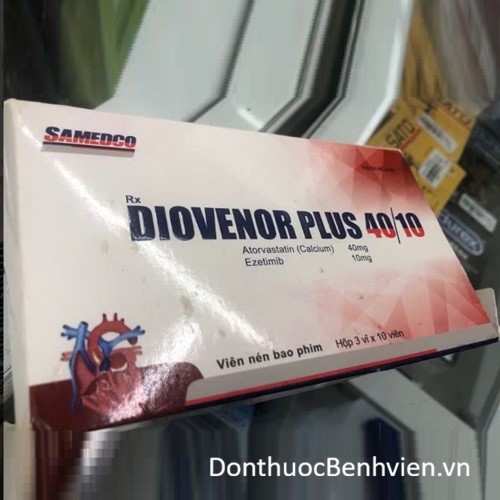 SAMEDCO
Rx
DIOVENOR PLUS 40/10
Atorvastatin (Calcium) 40mg
Ezetimib 10mg
Viên nén bao phim Hộp 3 vỉ x 10 viên
SATO
DonthuocBenhvien.vn